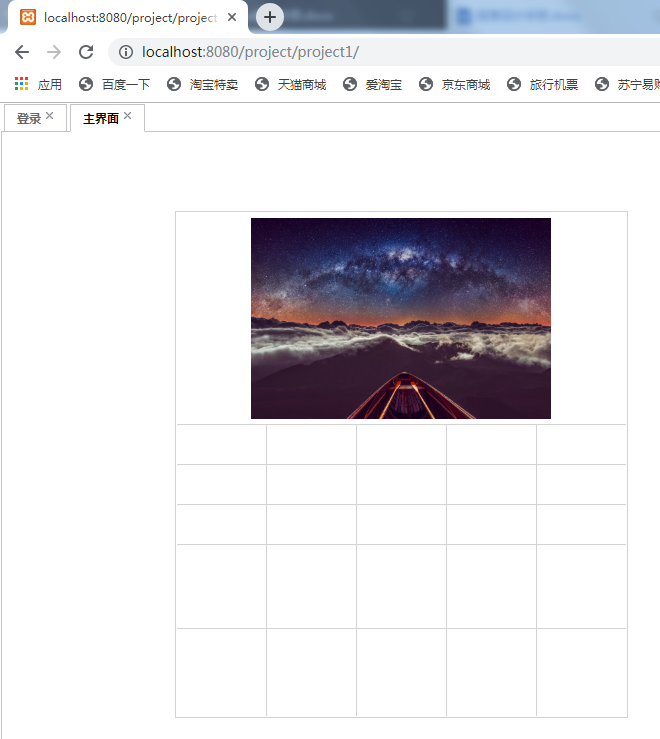 localhost:8080/project/project
localhost:8080/project/project1/
应用 百度一下 淘宝特卖 天猫商城 爱淘宝 京东商城 旅行机票 苏宁易购
登录 主界面